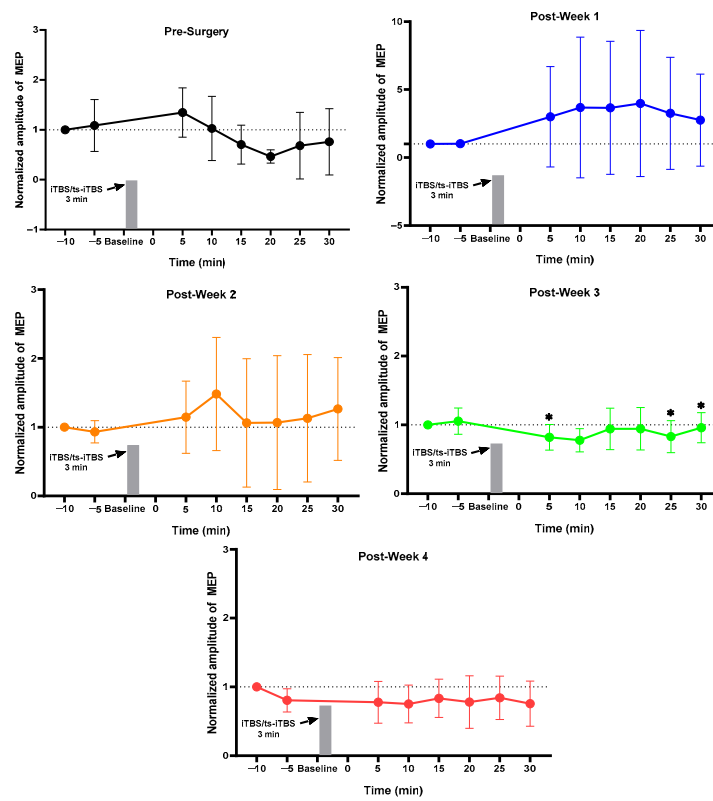 Pre-Surgery
Normalized amplitude of MEP
3
2
1
0
−1
iTBS/ts-iTBS
3 min
−10 −5 Baseline 0 5 10 15 20 25 30
Time (min)
Post-Week 1
Normalized amplitude of MEP
10
5
0
−5
iTBS/ts-iTBS
3 min
−10 −5 Baseline 0 5 10 15 20 25 30
Time (min)
Post-Week 2
Normalized amplitude of MEP
3
2
1
0
iTBS/ts-iTBS
3 min
−10 −5 Baseline 0 5 10 15 20 25 30
Time (min)
Post-Week 3
Normalized amplitude of MEP
3
2
1
0
* * *
iTBS/ts-iTBS
3 min
−10 −5 Baseline 0 5 10 15 20 25 30
Time (min)
Post-Week 4
Normalized amplitude of MEP
3
2
1
0
iTBS/ts-iTBS
3 min
−10 −5 Baseline 0 5 10 15 20 25 30
Time (min)